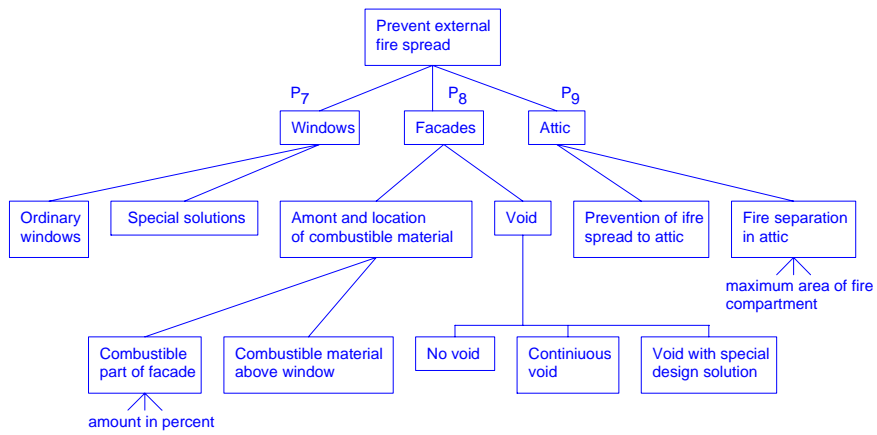 Prevent external
fire spread
P7
P8
P9
Windows
Facades
Attic
Ordinary
windows
Special solutions
Amont and location
of combustible material
Void
Prevention of ifre
spread to attic
Fire separation
in attic
maximum area of fire
compartment
Combustible
part of facade
Combustible material
above window
No void
Continiuous
void
Void with special
design solution
amount in percent